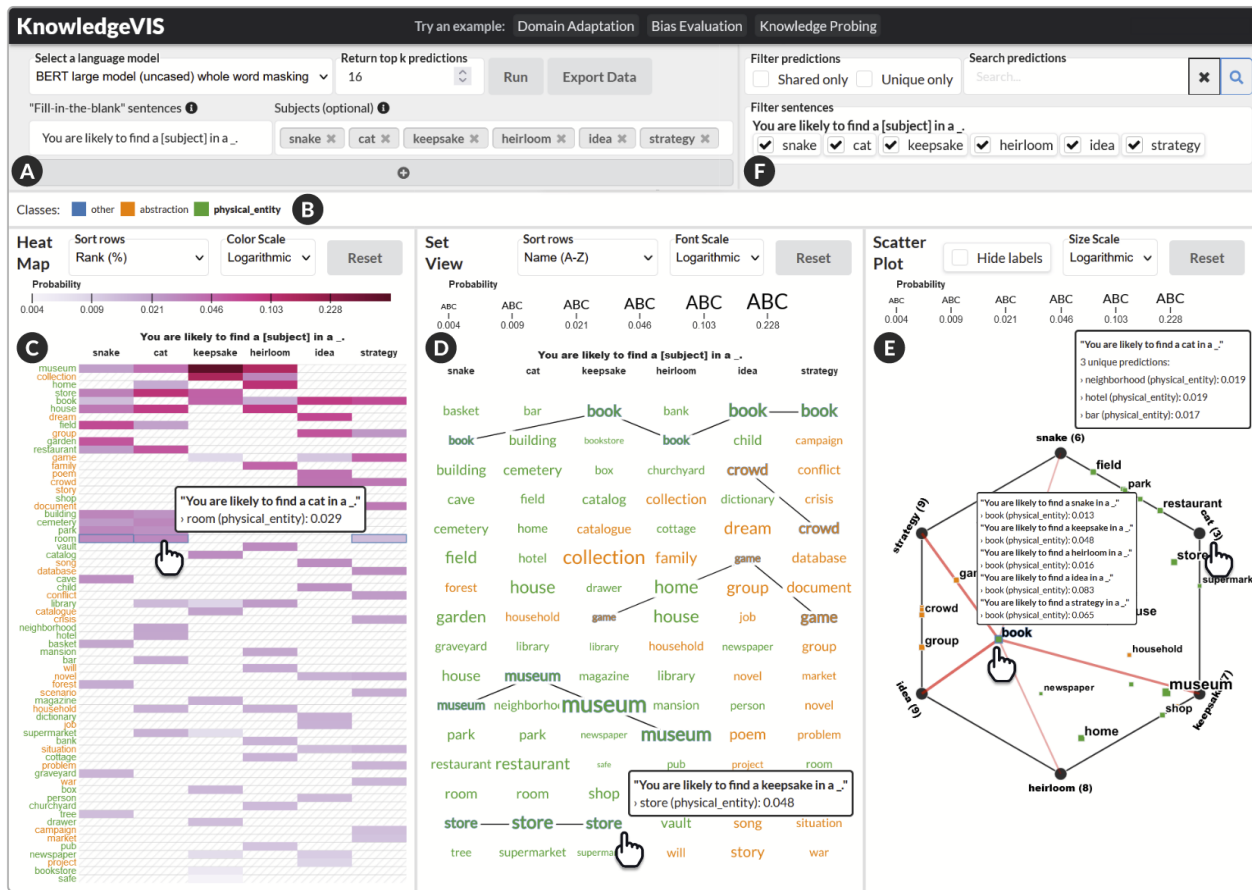 KnowledgeVIS
Try an example: Domain Adaptation Bias Evaluation Knowledge Probing
Select a language model
BERT large model (uncased) whole word masking
Return top k predictions
16
Run
Export Data
"Fill-in-the-blank" sentences
You are likely to find a [subject] in a _.
Subjects (optional)
snake cat keepsake heirloom idea strategy
A
Filter predictions
Shared only Unique only
Search predictions
Search...
Filter sentences
You are likely to find a [subject] in a _.
snake cat keepsake heirloom idea strategy
F
Classes: other abstraction physical_entity B
Heat Map
Sort rows
Rank (%)
Color Scale
Logarithmic
Reset
Probability
0.004 0.009 0.021 0.046 0.103 0.228
C
You are likely to find a [subject] in a _.
snake cat keepsake heirloom idea strategy
museum
collection
home
store
book
house
dream
field
group
garden
restaurant
game
family
poem
crowd
story
shop
document
building
cemetery
park
room
vault
catalog
song
database
cave
child
conflict
library
catalogue
crisis
neighborhood
hotel
basket
mansion
bar
will
novel
forest
scenario
magazine
household
dictionary
job
supermarket
bank
situation
cottage
problem
graveyard
war
box
person
churchyard
tree
drawer
campaign
market
pub
newspaper
project
bookstore
safe
"You are likely to find a cat in a _."
› room (physical_entity): 0.029
Set View
Sort rows
Name (A-Z)
Font Scale
Logarithmic
Reset
Probability
ABC ABC ABC ABC ABC ABC
0.004 0.009 0.021 0.046 0.103 0.228
D
You are likely to find a [subject] in a _.
snake cat keepsake heirloom idea strategy
basket bar book bank book book
book building bookstore book child campaign
building cemetery box churchyard crowd conflict
cave field catalog collection dictionary crisis
cemetery home catalogue cottage dream crowd
field hotel collection family game database
forest house drawer home group document
garden household game house job game
graveyard library library household newspaper group
house museum magazine library novel market
museum neighborhoo museum mansion person novel
park park newspaper museum poem problem
restaurant restaurant safe pub project room
room room shop
store store store vault song situation
tree supermarket supermar will story war
"You are likely to find a keepsake in a _."
› store (physical_entity): 0.048
Scatter Plot
Hide labels
Size Scale
Logarithmic
Reset
Probability
ABC ABC ABC ABC ABC ABC
0.004 0.009 0.021 0.046 0.103 0.228
E
"You are likely to find a cat in a _."
3 unique predictions:
› neighborhood (physical_entity): 0.019
› hotel (physical_entity): 0.019
› bar (physical_entity): 0.017
snake (6)
field
park
restaurant
cat (3)
strategy (9)
"You are likely to find a snake in a _."
› book (physical_entity): 0.013
"You are likely to find a keepsake in a _."
› book (physical_entity): 0.048
"You are likely to find a heirloom in a _."
› book (physical_entity): 0.016
"You are likely to find a idea in a _."
› book (physical_entity): 0.083
"You are likely to find a strategy in a _."
› book (physical_entity): 0.065
store
supermark
gar
crowd
group
book
use
household
idea (9)
newspaper
museum
shop
home
heirloom (8)